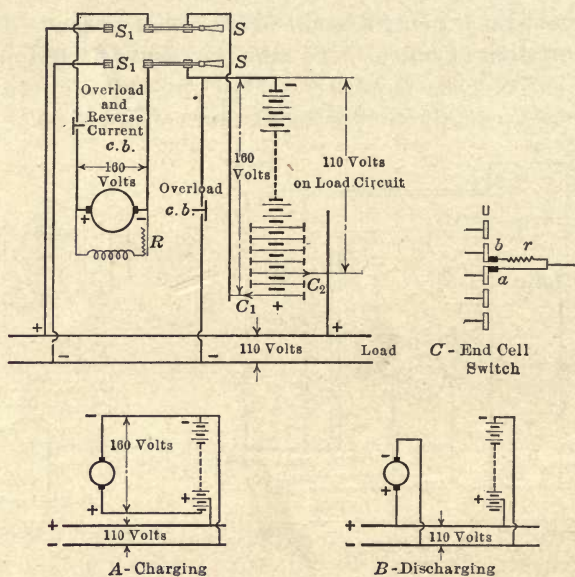 S1 S
S1 S
Overload
and
Reverse
Current
c.b.
160
Volts
+ -
R
Overload
c.b.
-
160
Volts
110 Volts
on Load Circuit
C1
C2
+
+ +
110 Volts Load
- -
b r
a
C - End Cell
Switch
- -
160 Volts
+
+ +
110 Volts
- -
A - Charging
-
-
+
+
+ +
110 Volts
- -
B - Discharging